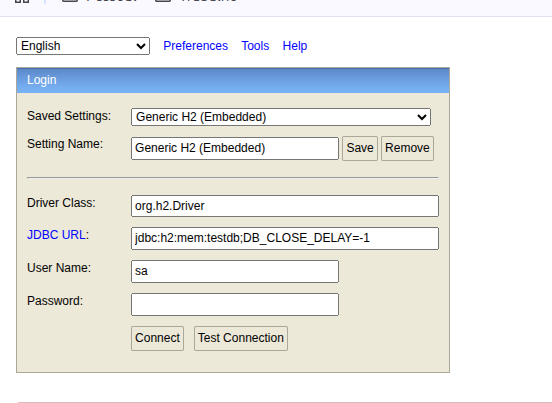 English Preferences Tools Help
Login
Saved Settings: Generic H2 (Embedded)
Setting Name: Generic H2 (Embedded) Save Remove
Driver Class: org.h2.Driver
JDBC URL: jdbc:h2:mem:testdb;DB_CLOSE_DELAY=-1
User Name: sa
Password:
Connect Test Connection